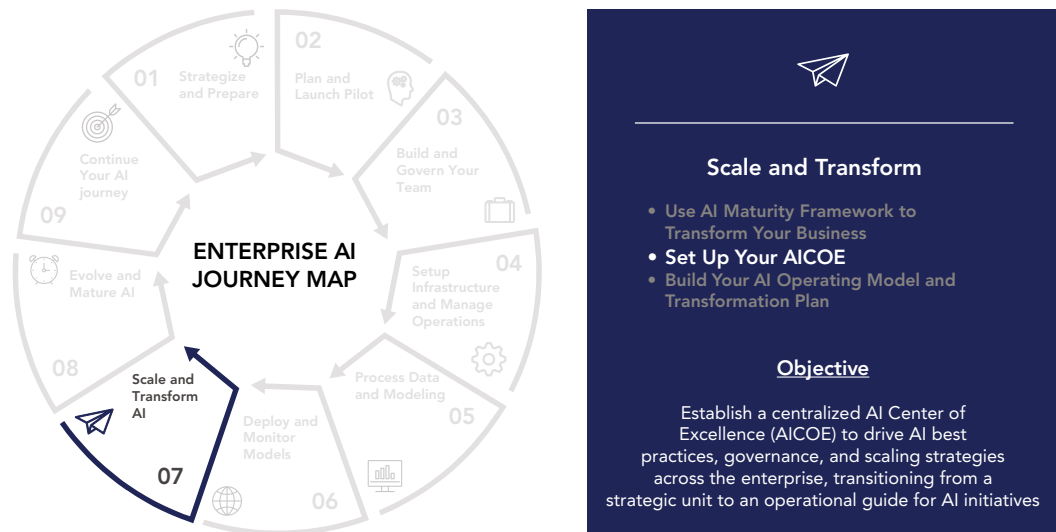 01
Strategize
and Prepare
02
Plan and
Launch Pilot
03
Build and
Govern Your
Team
04
Setup
Infrastructure
and Manage
Operations
Process Data
and Modeling
05
Deploy and
Monitor
Models
06
Scale and
Transform
AI
07
Evolve and
Mature AI
08
Continue
Your AI
journey
09
ENTERPRISE AI
JOURNEY MAP
Scale and Transform
• Use AI Maturity Framework to
Transform Your Business
• Set Up Your AICOE
• Build Your AI Operating Model and
Transformation Plan
Objective
Establish a centralized AI Center of
Excellence (AICOE) to drive AI best
practices, governance, and scaling strategies
across the enterprise, transitioning from a
strategic unit to an operational guide for AI initiatives